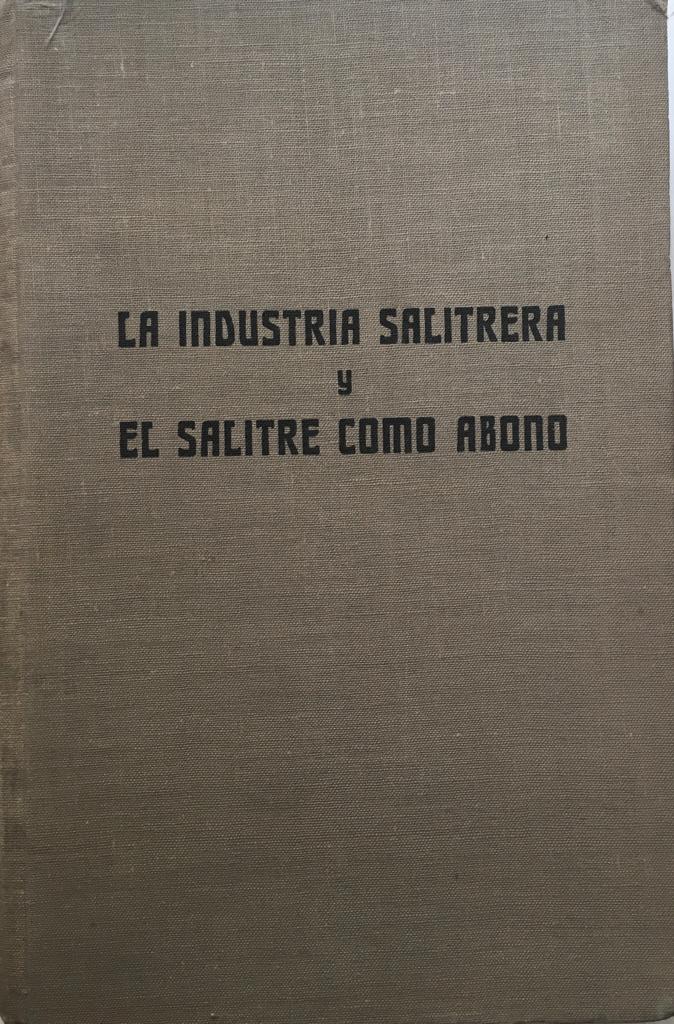 LA INDUSTRIA SALITRERA
y
EL SALITRE COMO ABONO